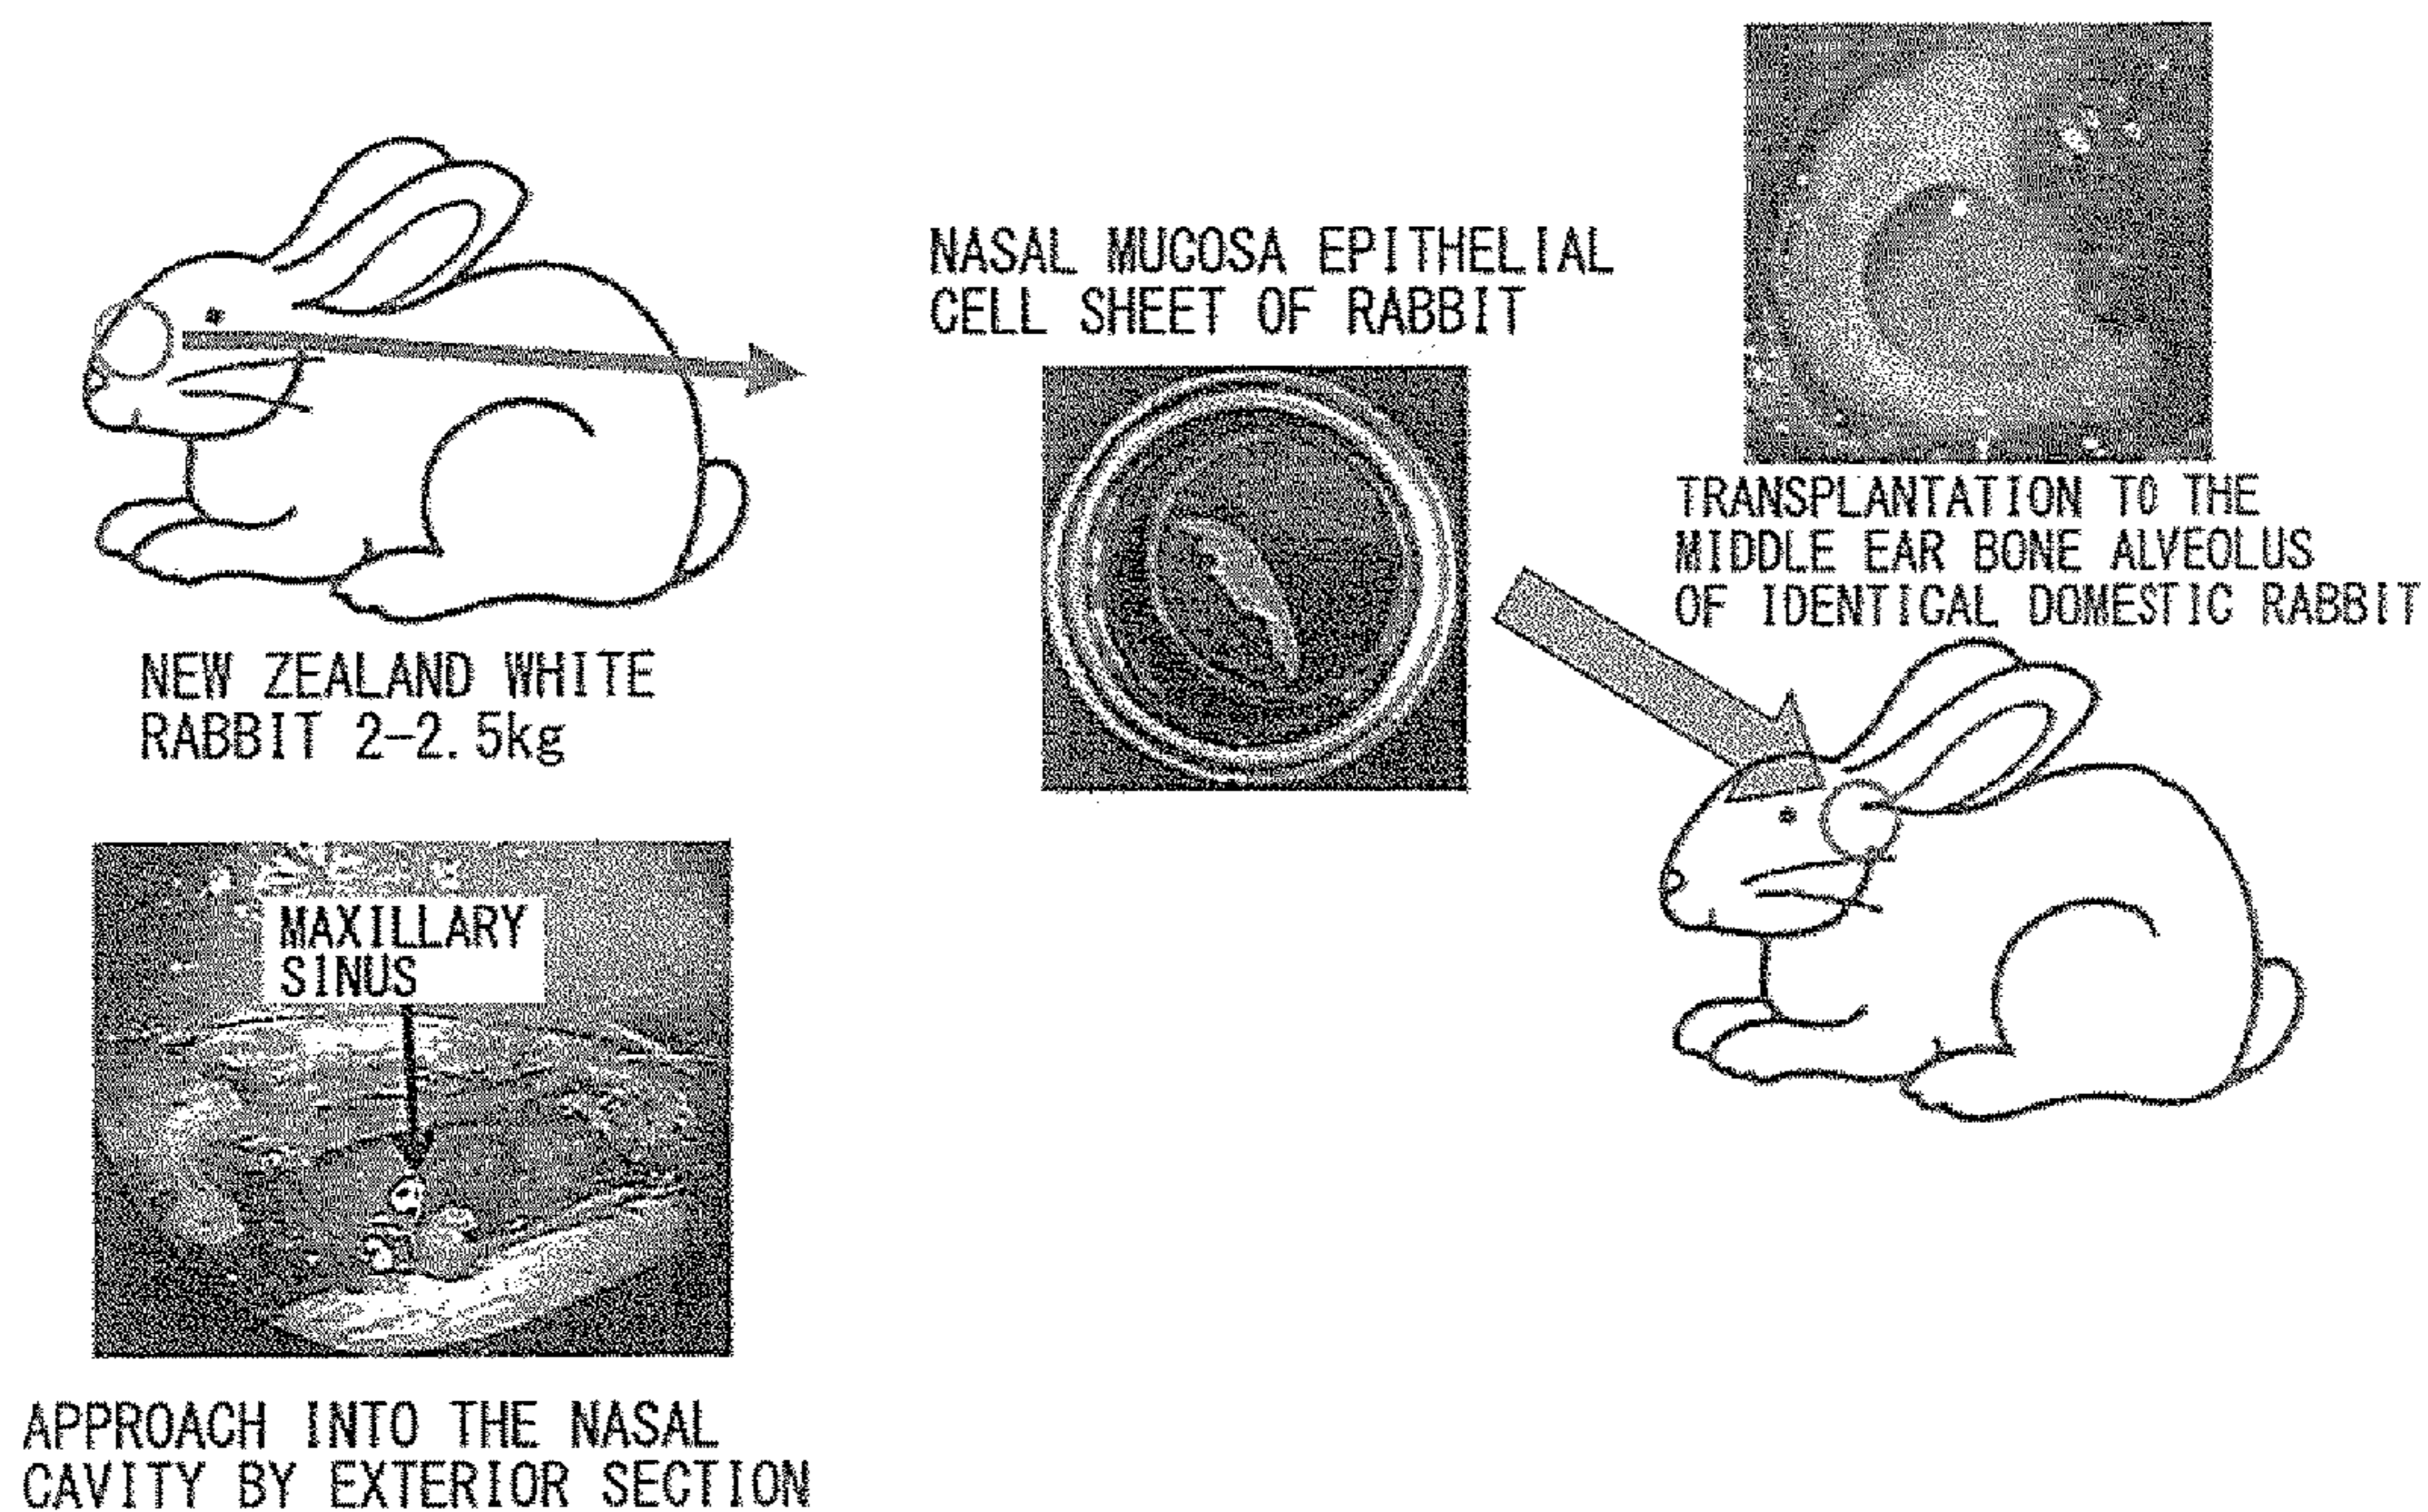 NEW ZEALAND WHITE
RABBIT 2-2.5kg
MAXILLARY
SINUS
APPROACH INTO THE NASAL
CAVITY BY EXTERIOR SECTION
NASAL MUCOSA EPITHELIAL
CELL SHEET OF RABBIT
TRANSPLANTATION TO THE
MIDDLE EAR BONE ALVEOLUS
OF IDENTICAL DOMESTIC RABBIT